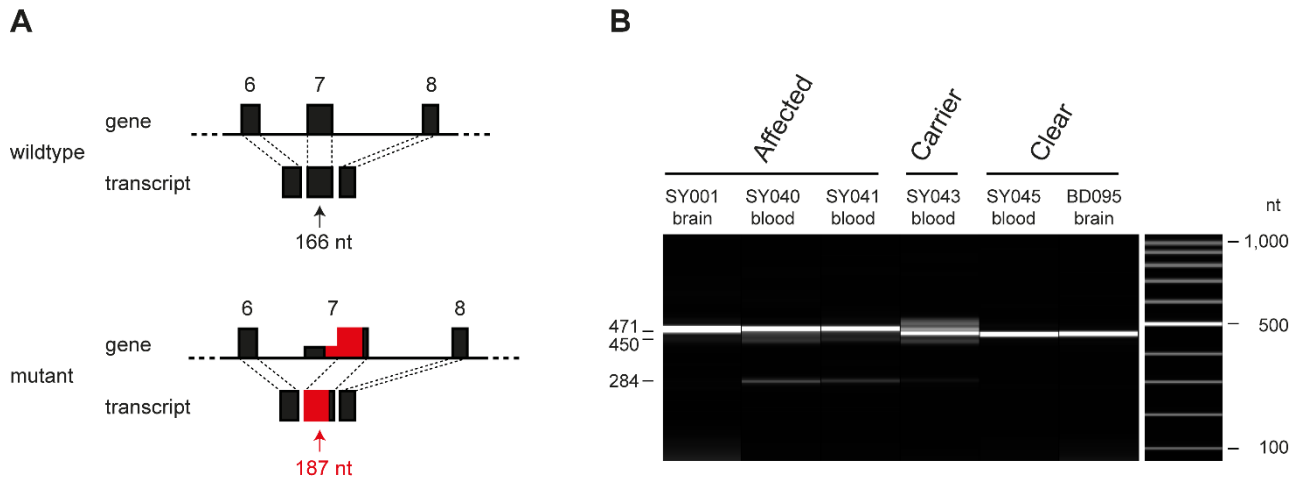 A
6 7 8
gene
wildtype
transcript
166 nt
6 7 8
gene
mutant
transcript
187 nt
B
Affected
Carrier
Clear
SY001 SY040 SY041 SY043 SY045 BD095
brain blood blood blood blood brain
nt
1,000
471
500
450
284
100